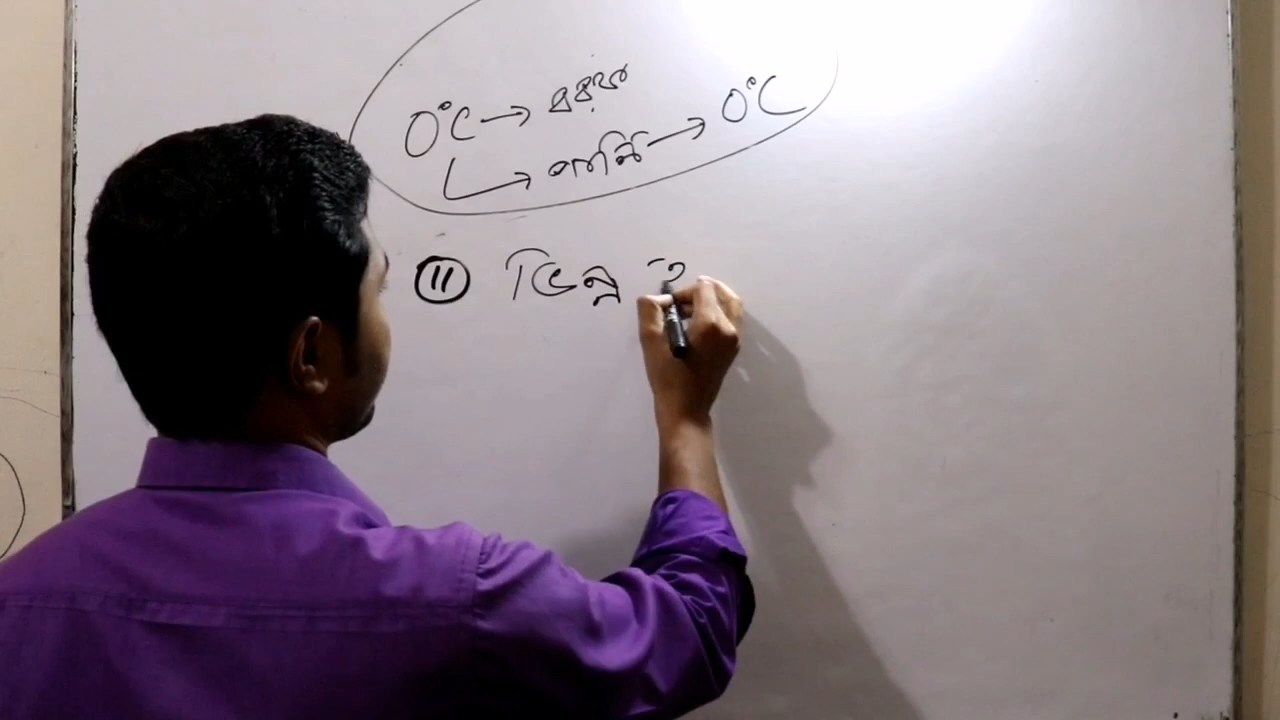 0°C → বরফ
↳ পানি → 0°C
(11) ভিন্ন